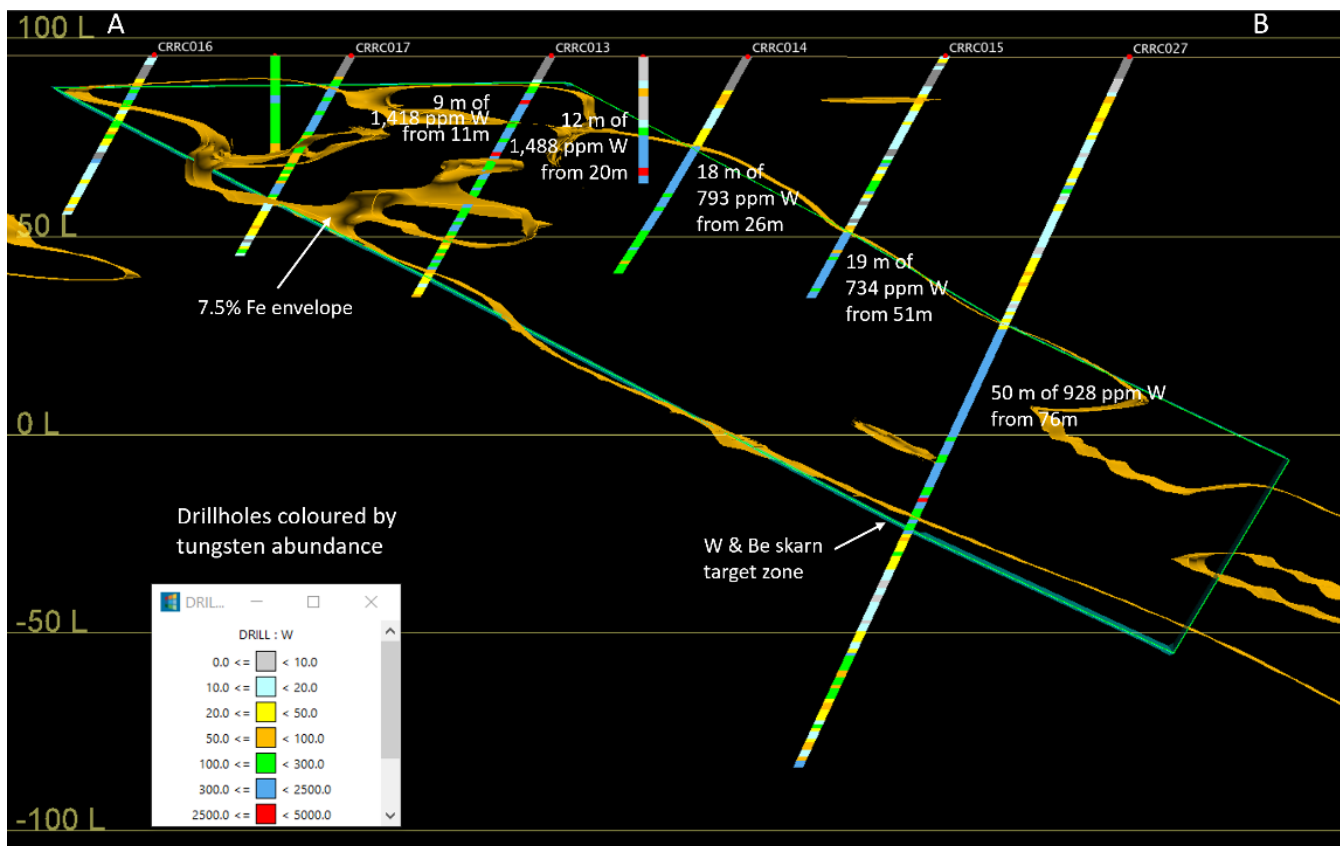 100 L
A
B
CRRC016
CRRC017
CRRC013
CRRC014
CRRC015
CRRC027
9 m of
1,418 ppm W
from 11m
12 m of
1,488 ppm W
from 20m
18 m of
793 ppm W
from 26m
50 L
19 m of
734 ppm W
from 51m
7.5% Fe envelope
50 m of 928 ppm W
from 76m
0 L
Drillholes coloured by
tungsten abundance
W & Be skarn
target zone
DRIL...
DRILL : W
0.0 <= < 10.0
10.0 <= < 20.0
20.0 <= < 50.0
50.0 <= < 100.0
100.0 <= < 300.0
300.0 <= < 2500.0
2500.0 <= < 5000.0
-50 L
-100 L